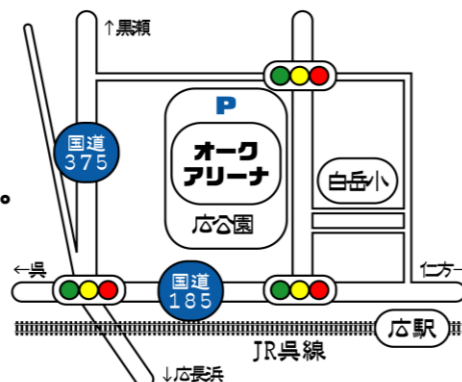 ↑黒瀬
P
国道
375
オーク
アリーナ
白岳小
。
広公園
←呉
国道
185
仁方→
広駅
JR呉線
↓広長浜